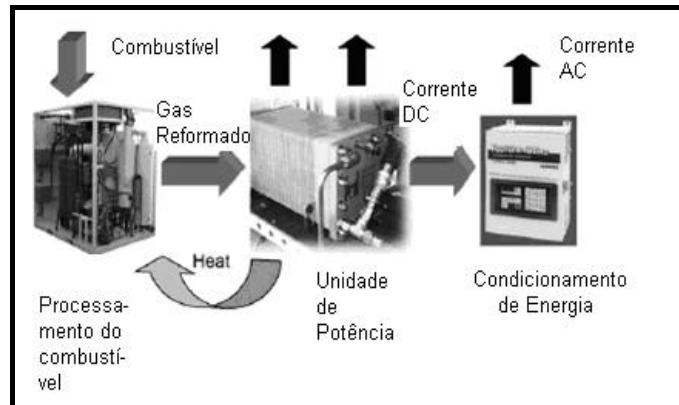 Combustível
Corrente
AC
Gas
Reformado
Corrente
DC
Heat
Processa-
mento do
combustí-
vel
Unidade
de
Potência
Condicionamento
de Energia